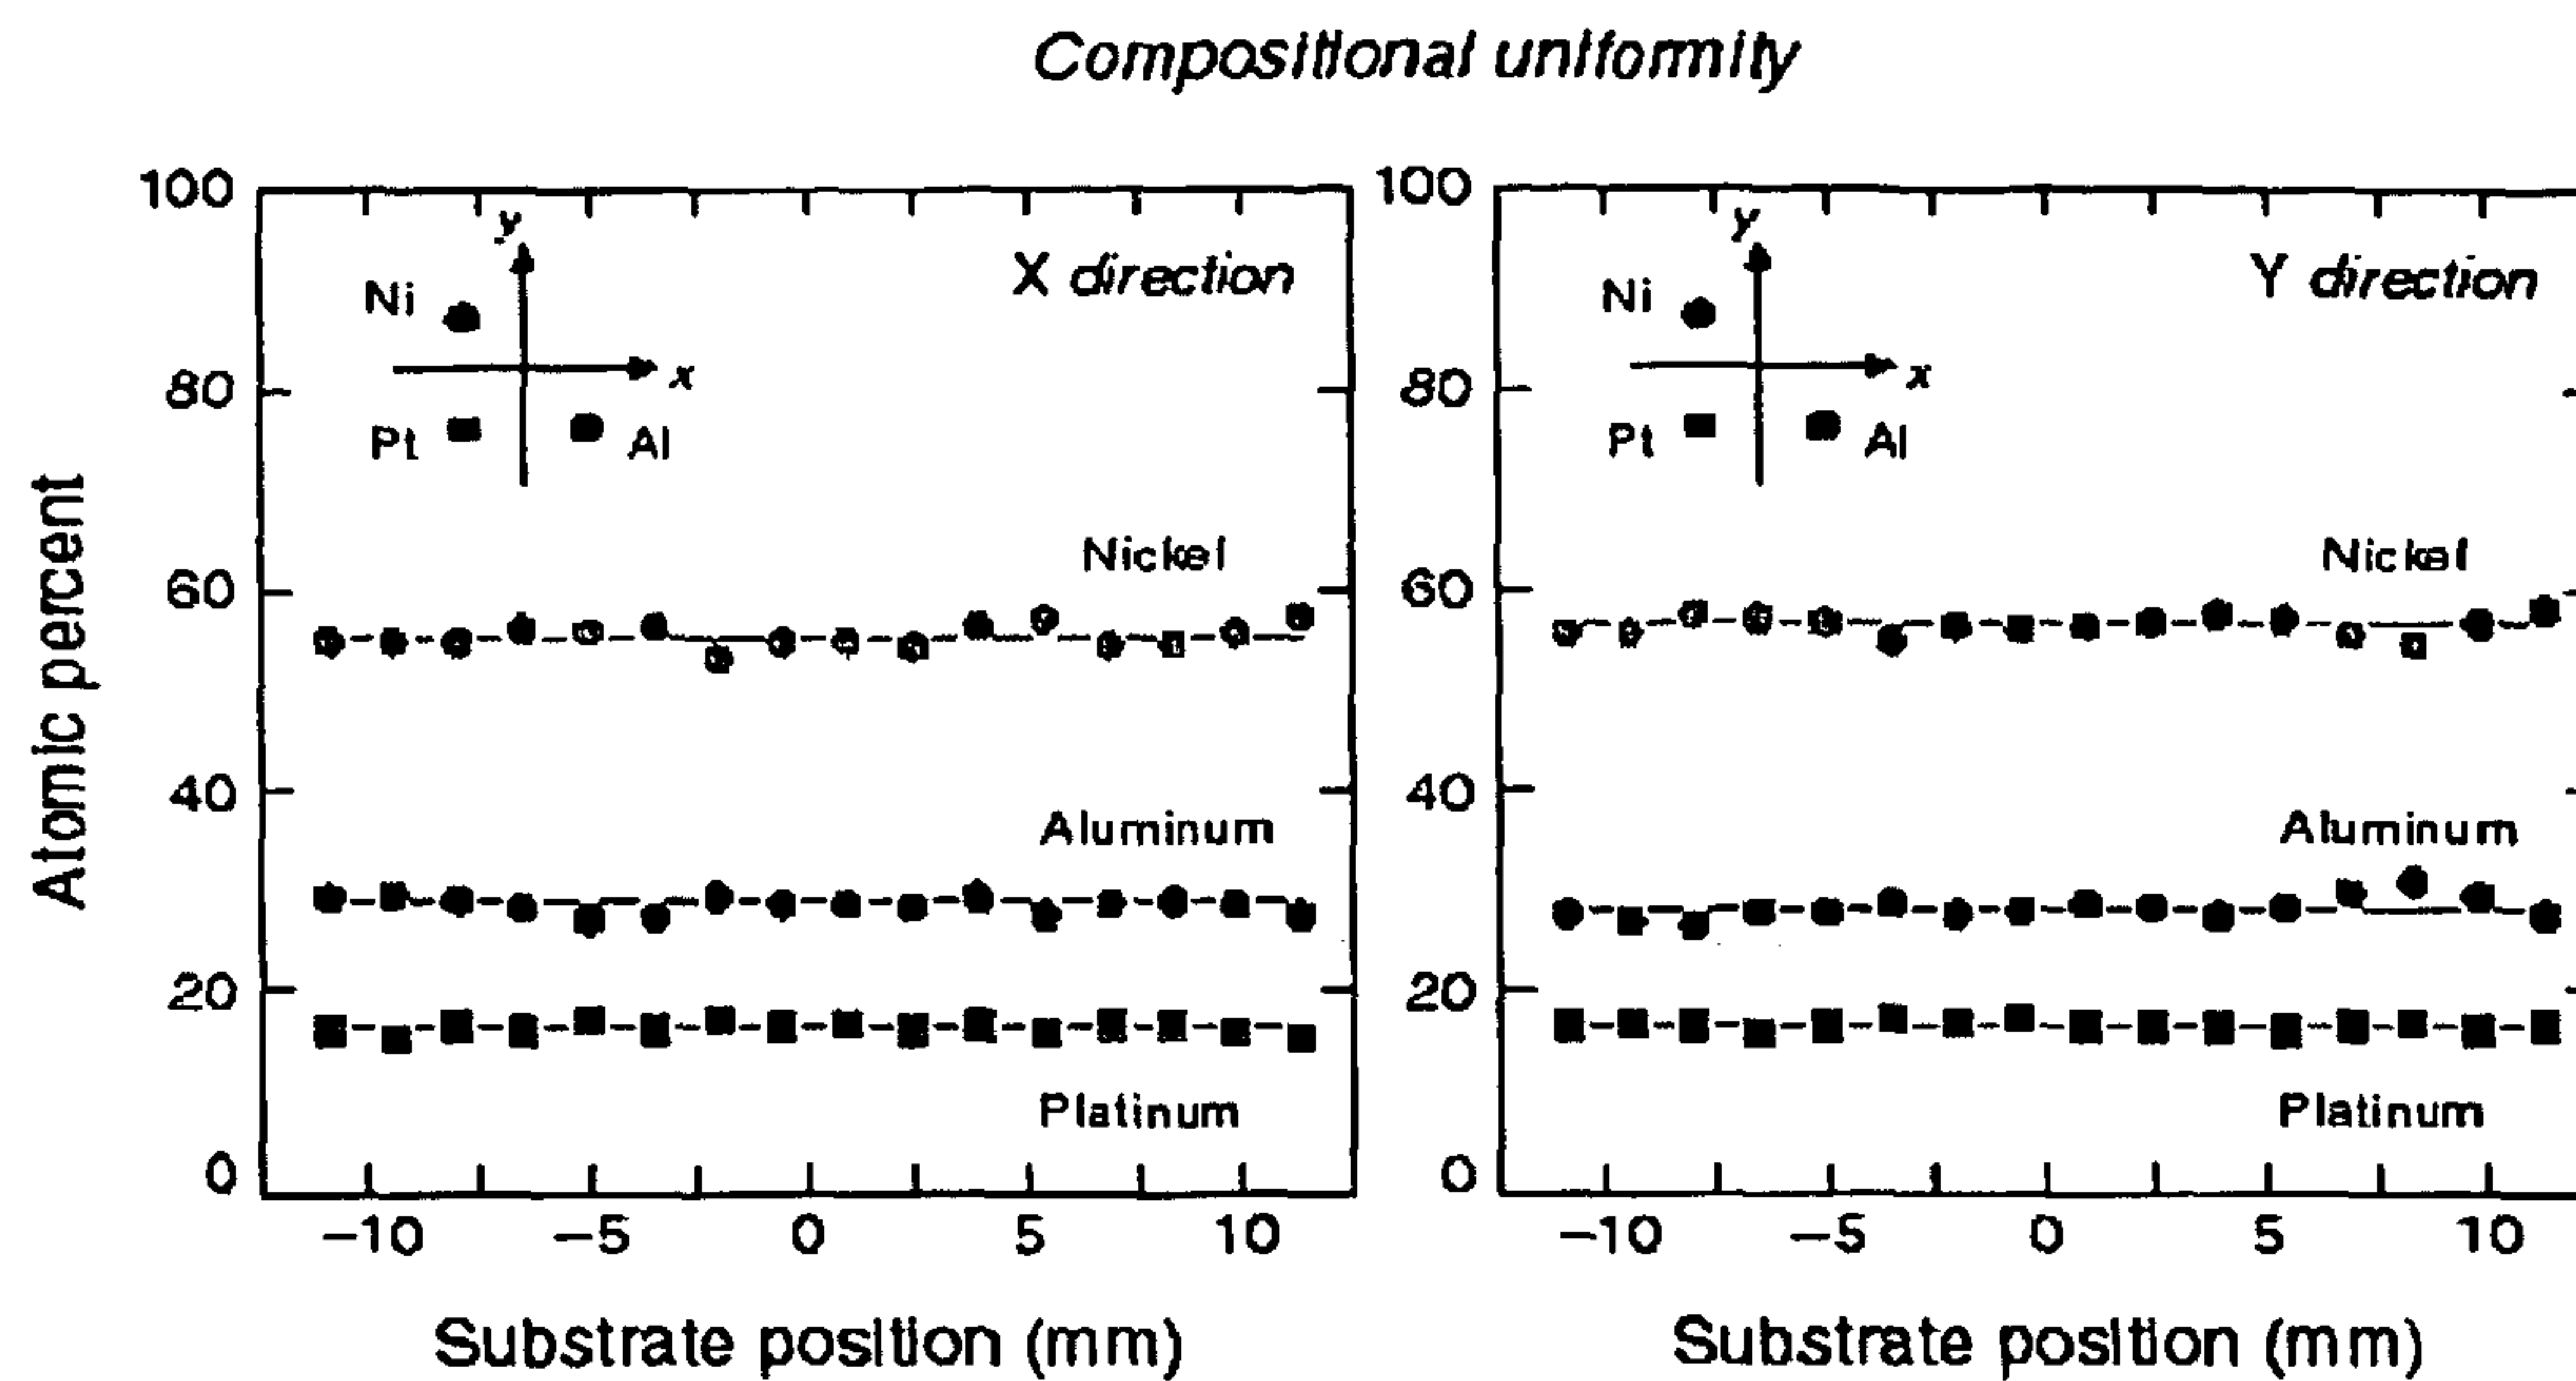 Compositional uniformity
100
80
60
40
20
0
Atomic percent
y
x
Ni
Pt
Al
X direction
Nickel
Aluminum
Platinum
-10 -5 0 5 10
Substrate position (mm)
100
80
60
40
20
0
y
x
Ni
Pt
Al
Y direction
Nickel
Aluminum
Platinum
-10 -5 0 5 10
Substrate position (mm)